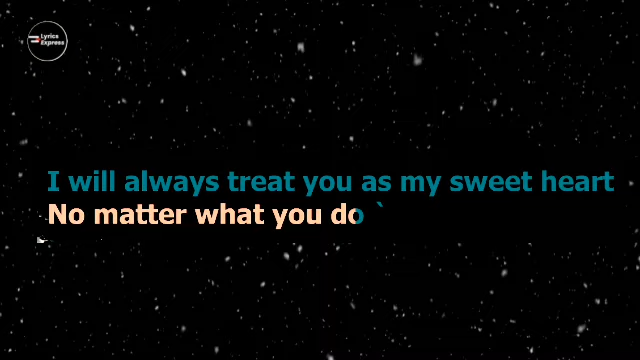 Lyrics
Express
I will always treat you as my sweet heart
No matter what you do `